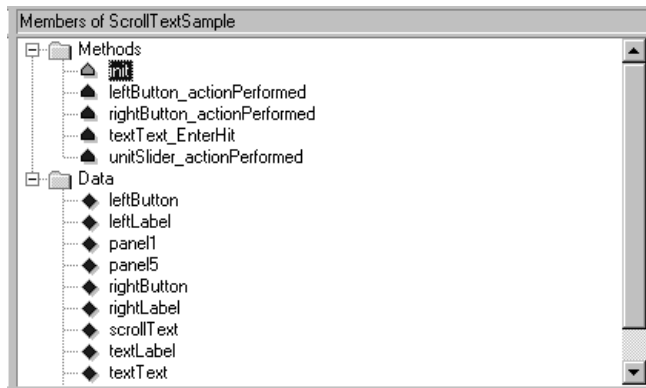 Members of ScrollTextSample
Methods
init
leftButton_actionPerformed
rightButton_actionPerformed
textText_EnterHit
unitSlider_actionPerformed
Data
leftButton
leftLabel
panel1
panel5
rightButton
rightLabel
scrollText
textLabel
textText